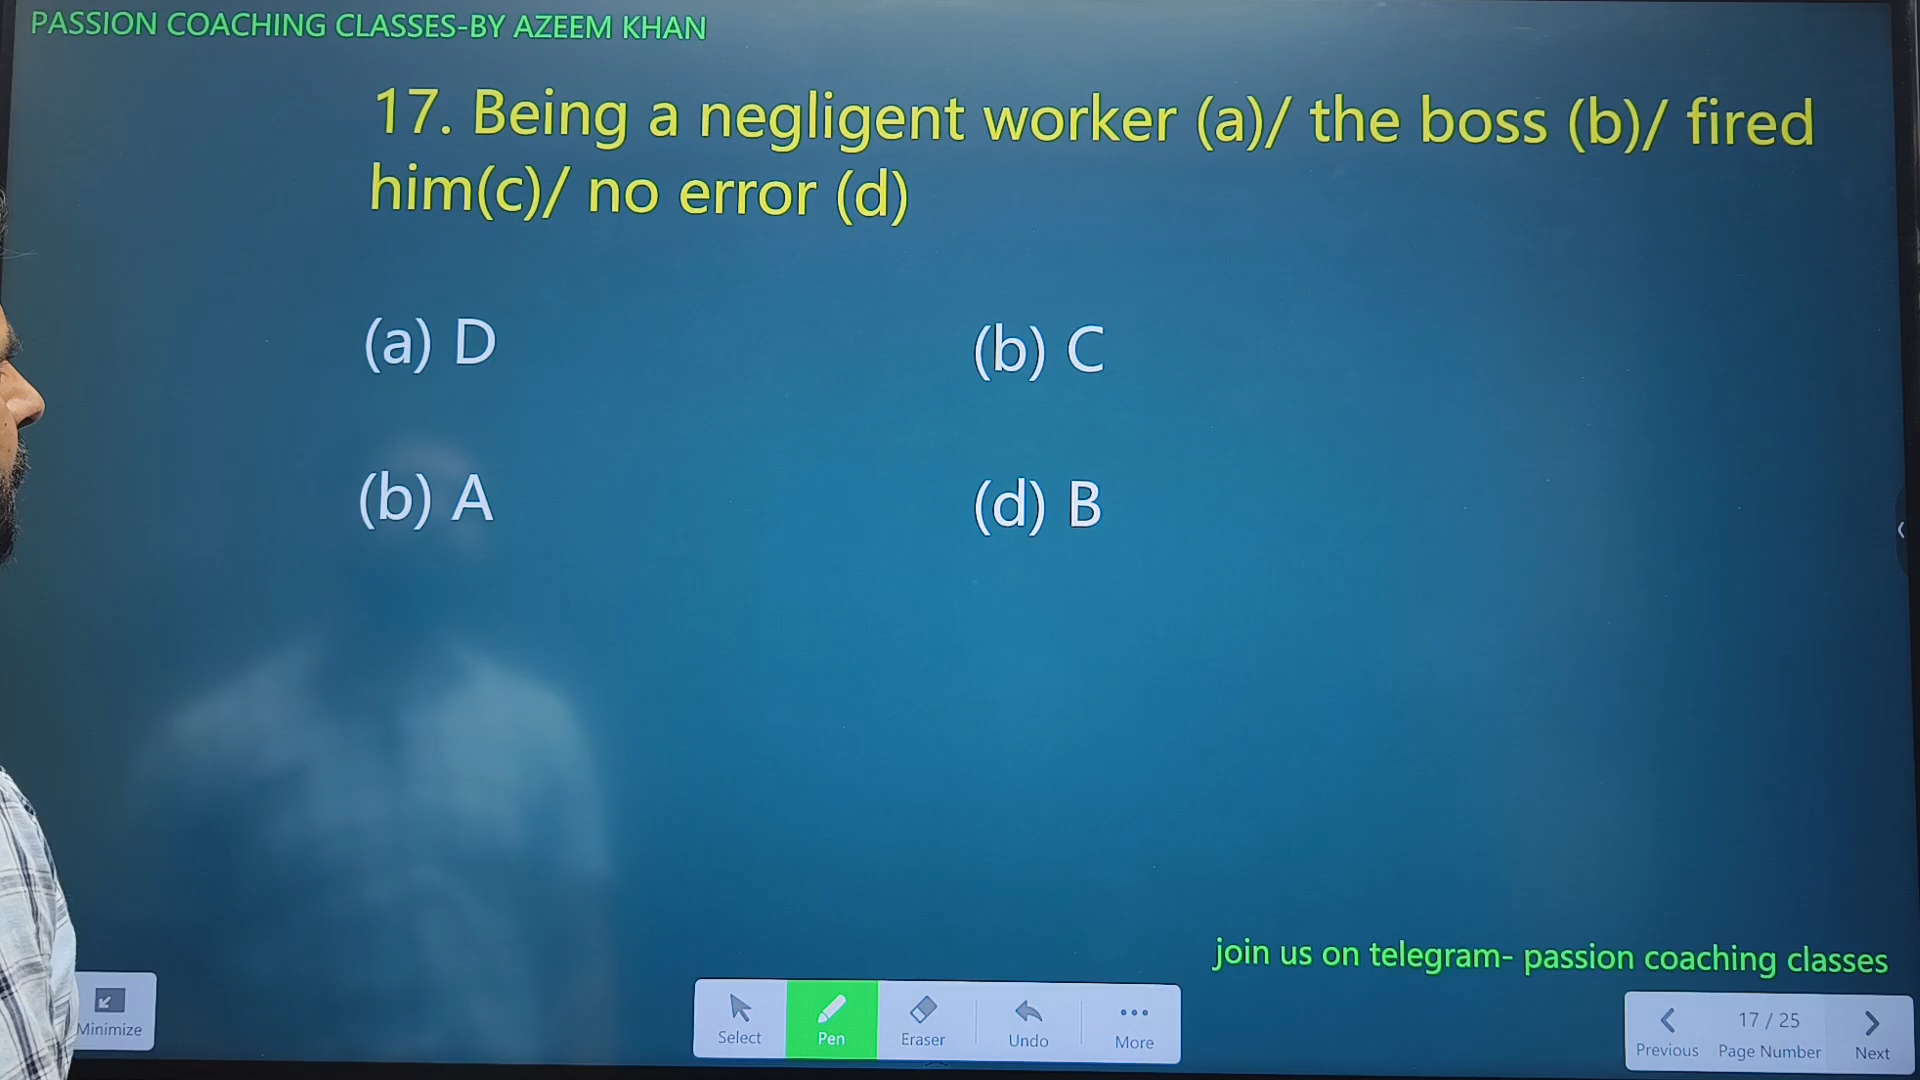 PASSION COACHING CLASSES-BY AZEEM KHAN
17. Being a negligent worker (a)/ the boss (b)/ fired
him(c)/ no error (d)
(a) D
(b) C
(b) A
(d) B
join us on telegram- passion coaching classes
Minimize
Select
Pen
Eraser
Undo
More
17 / 25
Previous
Page Number
Next